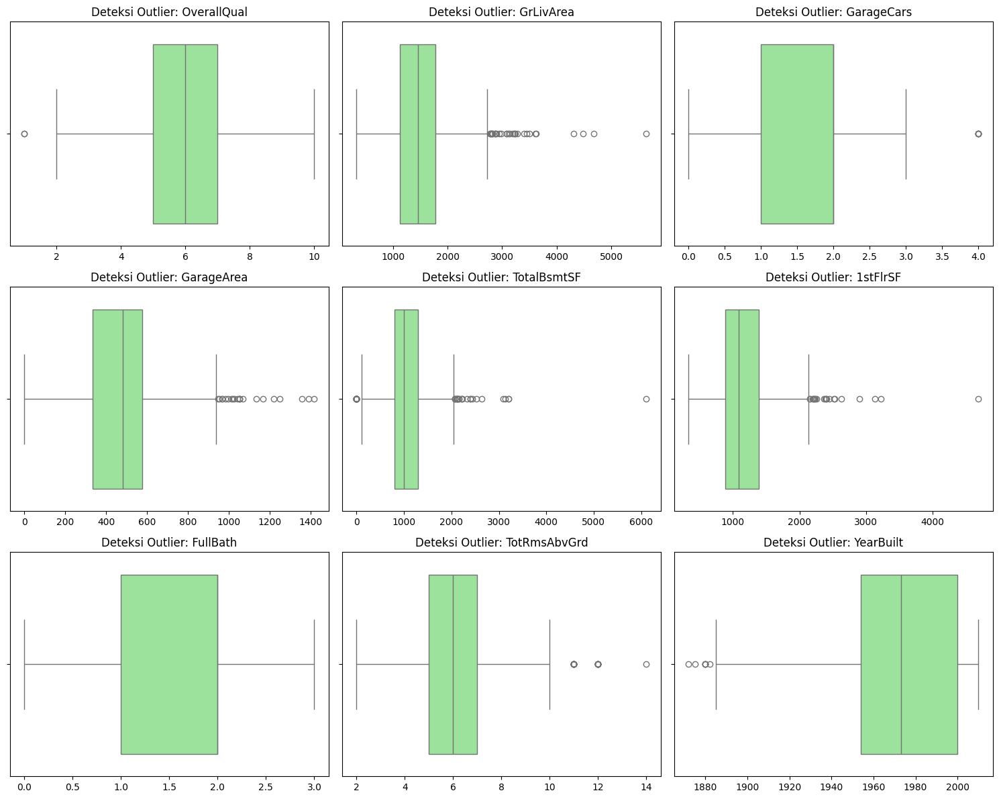 Deteksi Outlier: OverallQual
2 4 6 8 10
Deteksi Outlier: GrLivArea
1000 2000 3000 4000 5000
Deteksi Outlier: GarageCars
0.0 0.5 1.0 1.5 2.0 2.5 3.0 3.5 4.0
Deteksi Outlier: GarageArea
0 200 400 600 800 1000 1200 1400
Deteksi Outlier: TotalBsmtSF
0 1000 2000 3000 4000 5000 6000
Deteksi Outlier: 1stFlrSF
1000 2000 3000 4000
Deteksi Outlier: FullBath
0.0 0.5 1.0 1.5 2.0 2.5 3.0
Deteksi Outlier: TotRmsAbvGrd
2 4 6 8 10 12 14
Deteksi Outlier: YearBuilt
1880 1900 1920 1940 1960 1980 2000